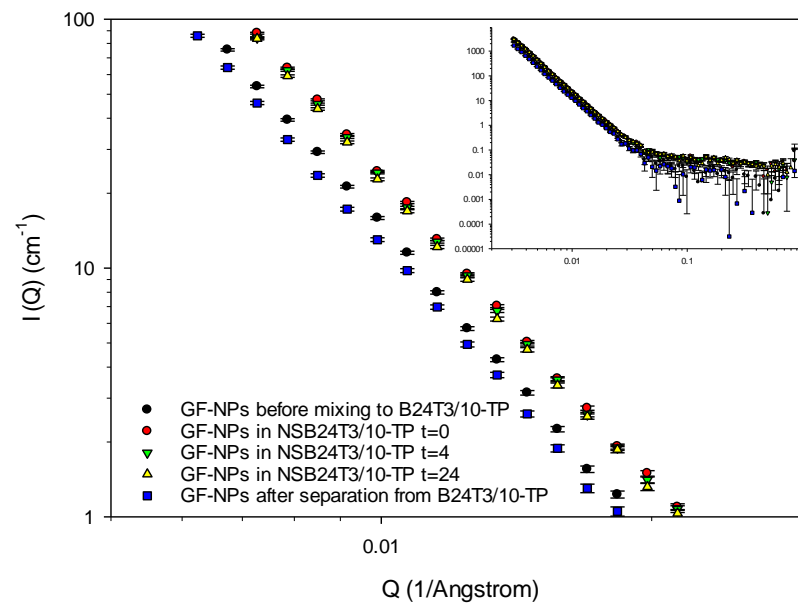 100
10
1
I (Q) (cm-1)
0.01
Q (1/Angstrom)
GF-NPs before mixing to B24T3/10-TP
GF-NPs in NSB24T3/10-TP t=0
GF-NPs in NSB24T3/10-TP t=4
GF-NPs in NSB24T3/10-TP t=24
GF-NPs after separation from B24T3/10-TP
1000
100
10
1
0.1
0.01
0.001
0.0001
0.00001
0.01
0.1